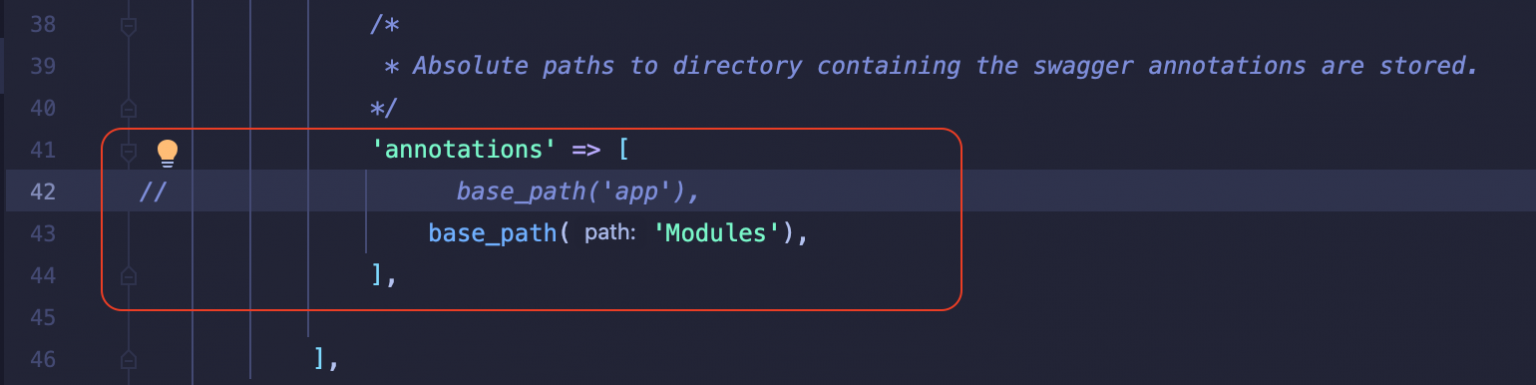 38 /*
39 * Absolute paths to directory containing the swagger annotations are stored.
40 */
41 'annotations' => [
42 // base_path('app'),
43 base_path( path: 'Modules'),
44 ],
45
46 ],